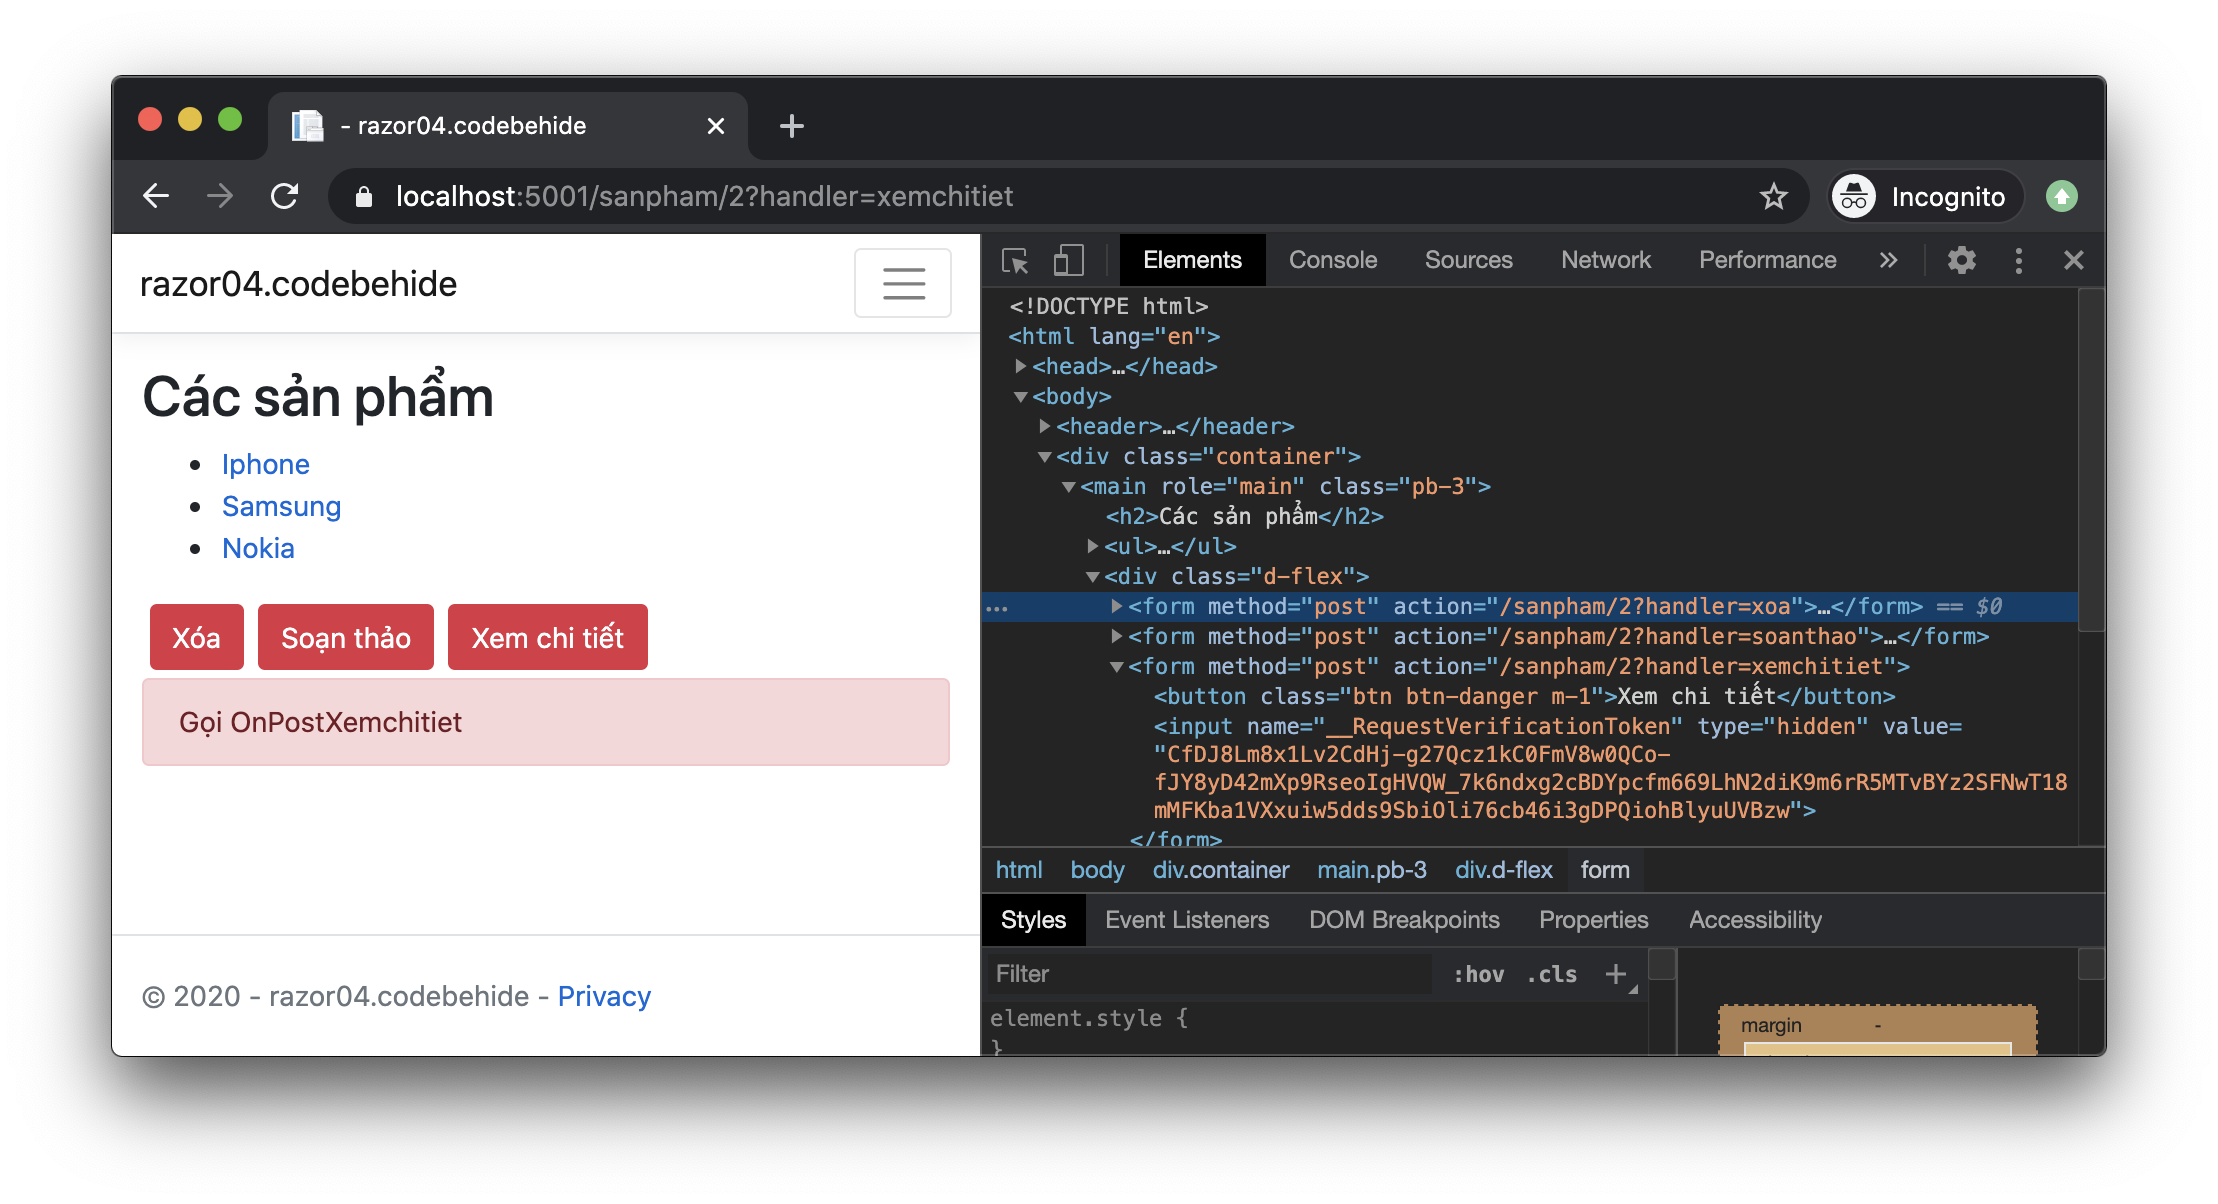 - razor04.codebehide
localhost:5001/sanpham/2?handler=xemchitiet
Incognito
razor04.codebehide
Các sản phẩm
Iphone
Samsung
Nokia
Xóa Soạn thảo Xem chi tiết
Gọi OnPostXemchitiet
© 2020 - razor04.codebehide - Privacy
Elements Console Sources Network Performance »
<!DOCTYPE html>
<html lang="en">
<head>…</head>
<body>
<header>…</header>
<div class="container">
<main role="main" class="pb-3">
<h2>Các sản phẩm</h2>
<ul>…</ul>
<div class="d-flex">
… <form method="post" action="/sanpham/2?handler=xoa">…</form> == $0
<form method="post" action="/sanpham/2?handler=soanthao">…</form>
<form method="post" action="/sanpham/2?handler=xemchitiet">
<button class="btn btn-danger m-1">Xem chi tiết</button>
<input name="__RequestVerificationToken" type="hidden" value=
"CfDJ8Lm8x1Lv2CdHj-g27Qcz1kC0FmV8w0QCo-
fJY8yD42mXp9RseoIgHVQW_7k6ndxg2cBDYpcfm669LhN2diK9m6rR5MTvBYz2SFNwT18
mMFKba1VXxuiw5dds9SbiOli76cb46i3gDPQiohBlyuUVBzw">
</form>
html body div.container main.pb-3 div.d-flex form
Styles Event Listeners DOM Breakpoints Properties Accessibility
Filter :hov .cls +
element.style {
}
margin -